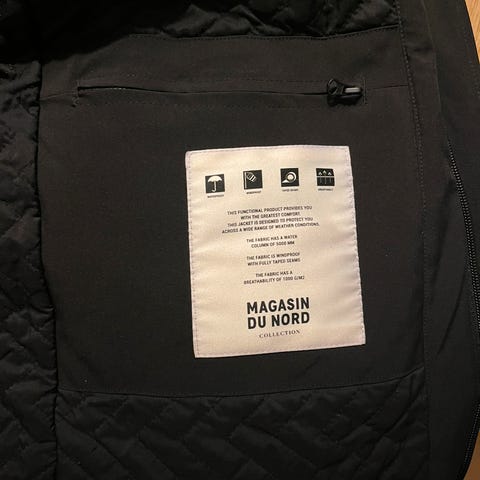 WATERPROOF WINDPROOF TAPED SEAMS BREATHABLE
THIS FUNCTIONAL PRODUCT PROVIDES YOU
WITH THE GREATEST COMFORT.
THIS JACKET IS DESIGNED TO PROTECT YOU
ACROSS A WIDE RANGE OF WEATHER CONDITIONS.
THE FABRIC HAS A WATER
COLUMN OF 5000 MM
THE FABRIC IS WINDPROOF
WITH FULLY TAPED SEAMS
THE FABRIC HAS A
BREATHABILITY OF 1000 G/M2
MAGASIN
DU NORD
COLLECTION